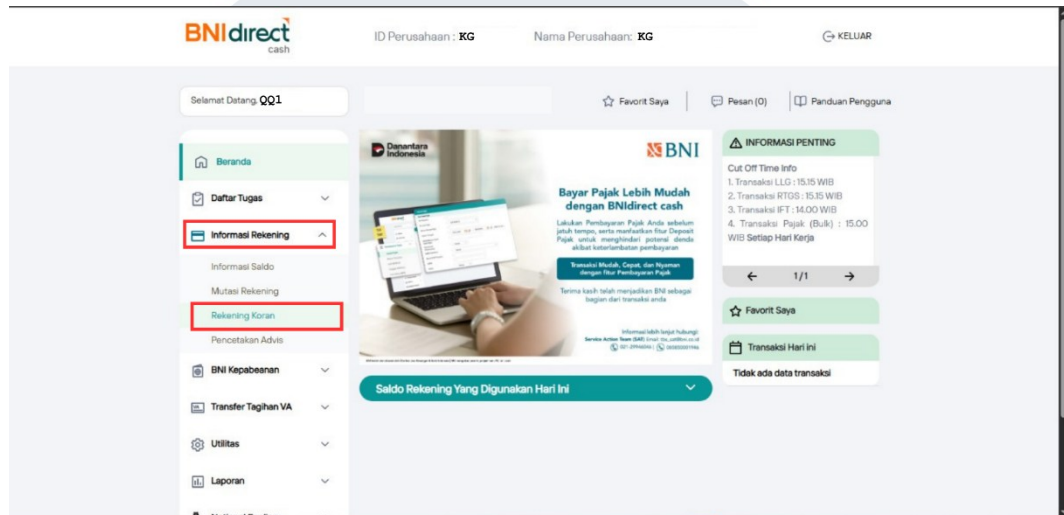 BNIdirect
cash
ID Perusahaan : KG
Nama Perusahaan: KG
KELUAR
Selamat Datang, QQ1
Favorit Saya
Pesan (0)
Panduan Pengguna
Beranda
Daftar Tugas
Informasi Rekening
Informasi Saldo
Mutasi Rekening
Rekening Koran
Pencetakan Advis
BNI Kepabeanan
Transfer Tagihan VA
Utilitas
Laporan
Danantara
Indonesia
BNI
Bayar Pajak Lebih Mudah
dengan BNIdirect cash
Lakukan Pembayaran Pajak Anda sebelum
jatuh tempo, serta manfaatkan fitur Deposit
Pajak untuk menghindari potensi denda
akibat keterlambatan pembayaran
Transaksi Mudah, Cepat, dan Nyaman
dengan fitur Pembayaran Pajak
Terima kasih telah menjadikan BNI sebagai
bagian dari transaksi anda
Informasi lebih lanjut hubungi:
Service Action Team (SAT)
Saldo Rekening Yang Digunakan Hari Ini
INFORMASI PENTING
Cut Off Time Info
1. Transaksi LLG : 15.15 WIB
2. Transaksi RTGS : 15.15 WIB
3. Transaksi IFT : 14.00 WIB
4. Transaksi Pajak (Bulk) : 15.00
WIB Setiap Hari Kerja
1/1
Favorit Saya
Transaksi Hari ini
Tidak ada data transaksi